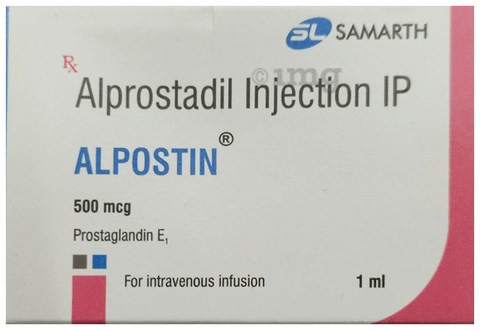 SL SAMARTH
Rx
©1mg
Alprostadil Injection IP
ALPOSTIN®
500 mcg
Prostaglandin E₁
For intravenous infusion 1 ml